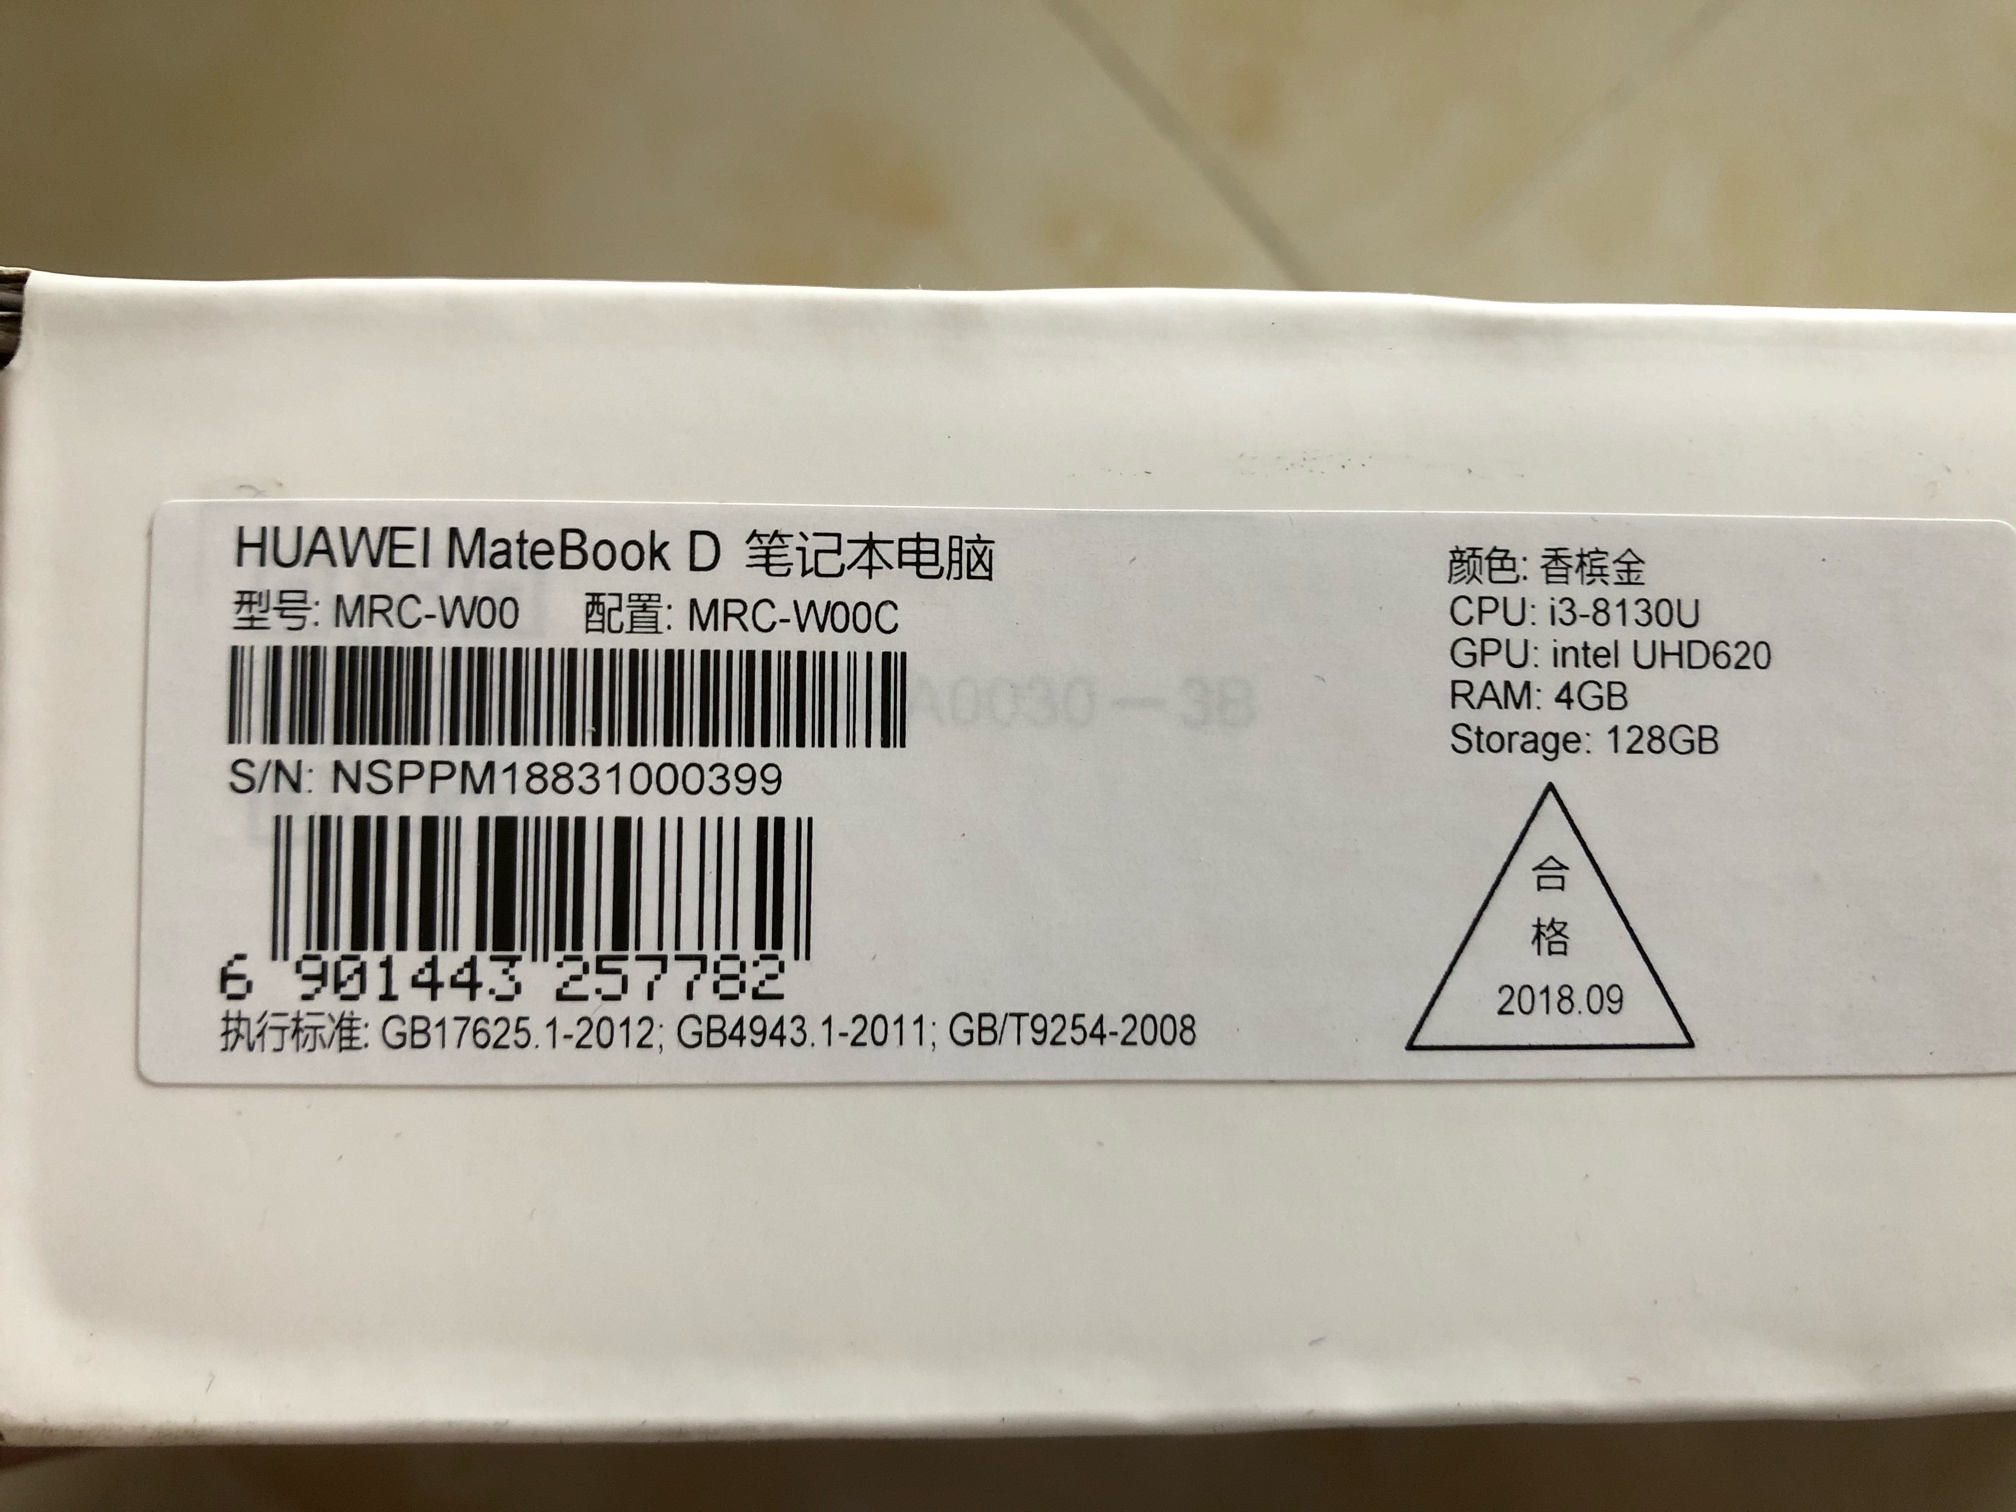 HUAWEI MateBook D 笔记本电脑
型号: MRC-W00 配置: MRC-W00C
S/N: NSPPM18831000399
6 901443 257782
执行标准: GB17625.1-2012; GB4943.1-2011; GB/T9254-2008
颜色: 香槟金
CPU: i3-8130U
GPU: intel UHD620
RAM: 4GB
Storage: 128GB
合
格
2018.09
A0030-3B